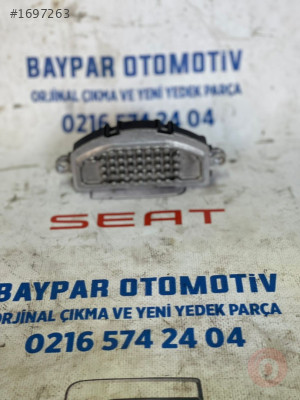 #1697263
BAYPAR OTOMOTİV
ORJİNAL ÇIKMA VE YENİ YEDEK PARÇA
0216 574 24 04
SEAT
BAYPAR OTOMOTİV
ORJİNAL ÇIKMA VE YENİ YEDEK PARÇA
0216 574 24 04